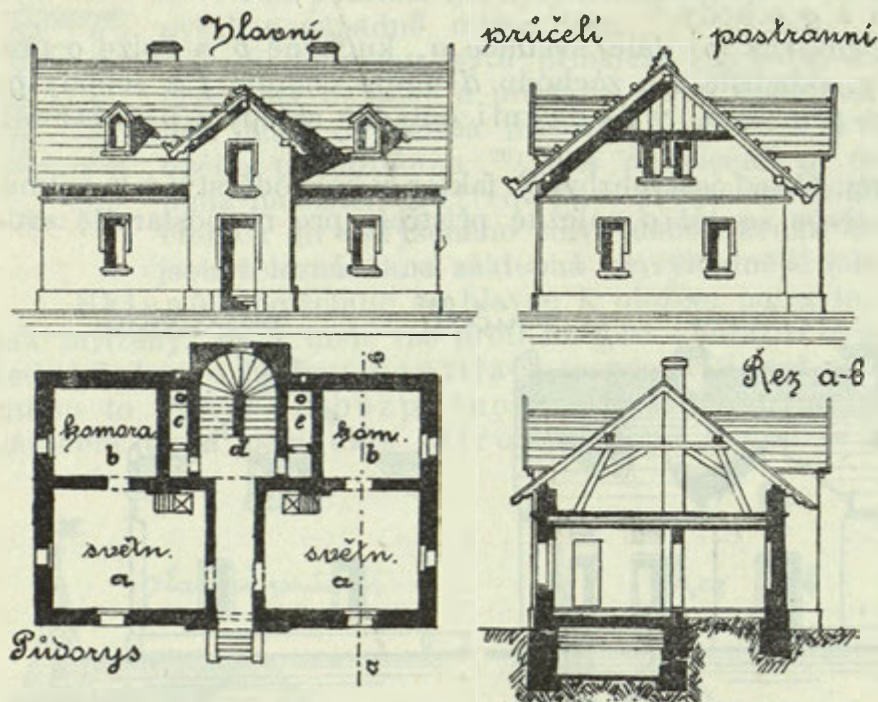 Hlavní průčelí postranní
Řez a-b
komora c d c kom.
b b
světn. světn.
a a
Půdorys
b
a